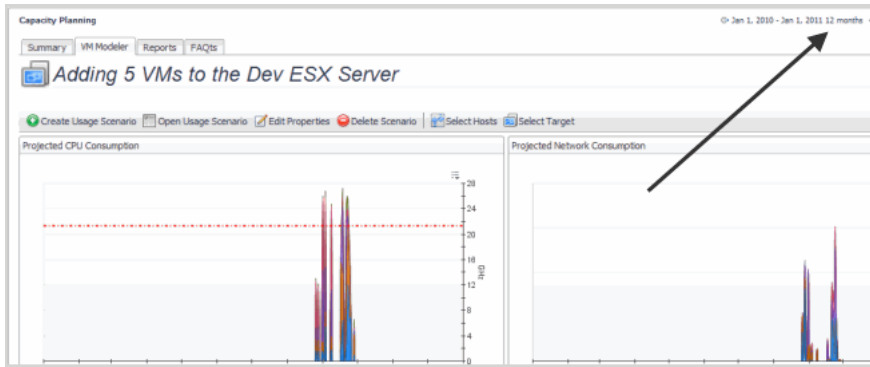 Capacity Planning
Jan 1, 2010 - Jan 1, 2011 12 months
Summary VM Modeler Reports FAQts
Adding 5 VMs to the Dev ESX Server
Create Usage Scenario Open Usage Scenario Edit Properties Delete Scenario Select Hosts Select Target
Projected CPU Consumption
Projected Network Consumption
28
24
20
16
GHz
12
8
4
0